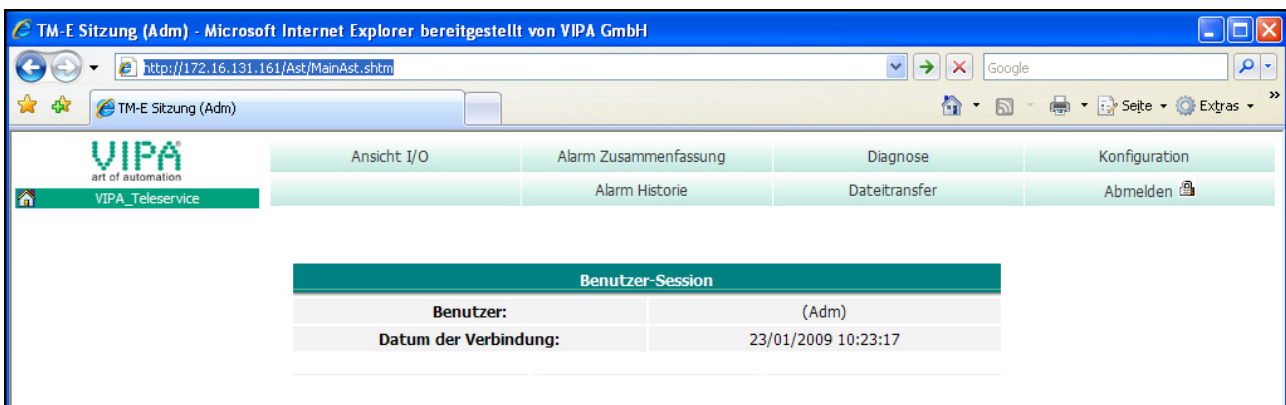 TM-E Sitzung (Adm) - Microsoft Internet Explorer bereitgestellt von VIPA GmbH
http://172.16.131.161/Ast/MainAst.shtm
Google
TM-E Sitzung (Adm)
Seite
Extras
VIPA
art of automation
VIPA_Teleservice
Ansicht I/O
Alarm Zusammenfassung
Diagnose
Konfiguration
Alarm Historie
Dateitransfer
Abmelden
Benutzer-Session
Benutzer: (Adm)
Datum der Verbindung: 23/01/2009 10:23:17